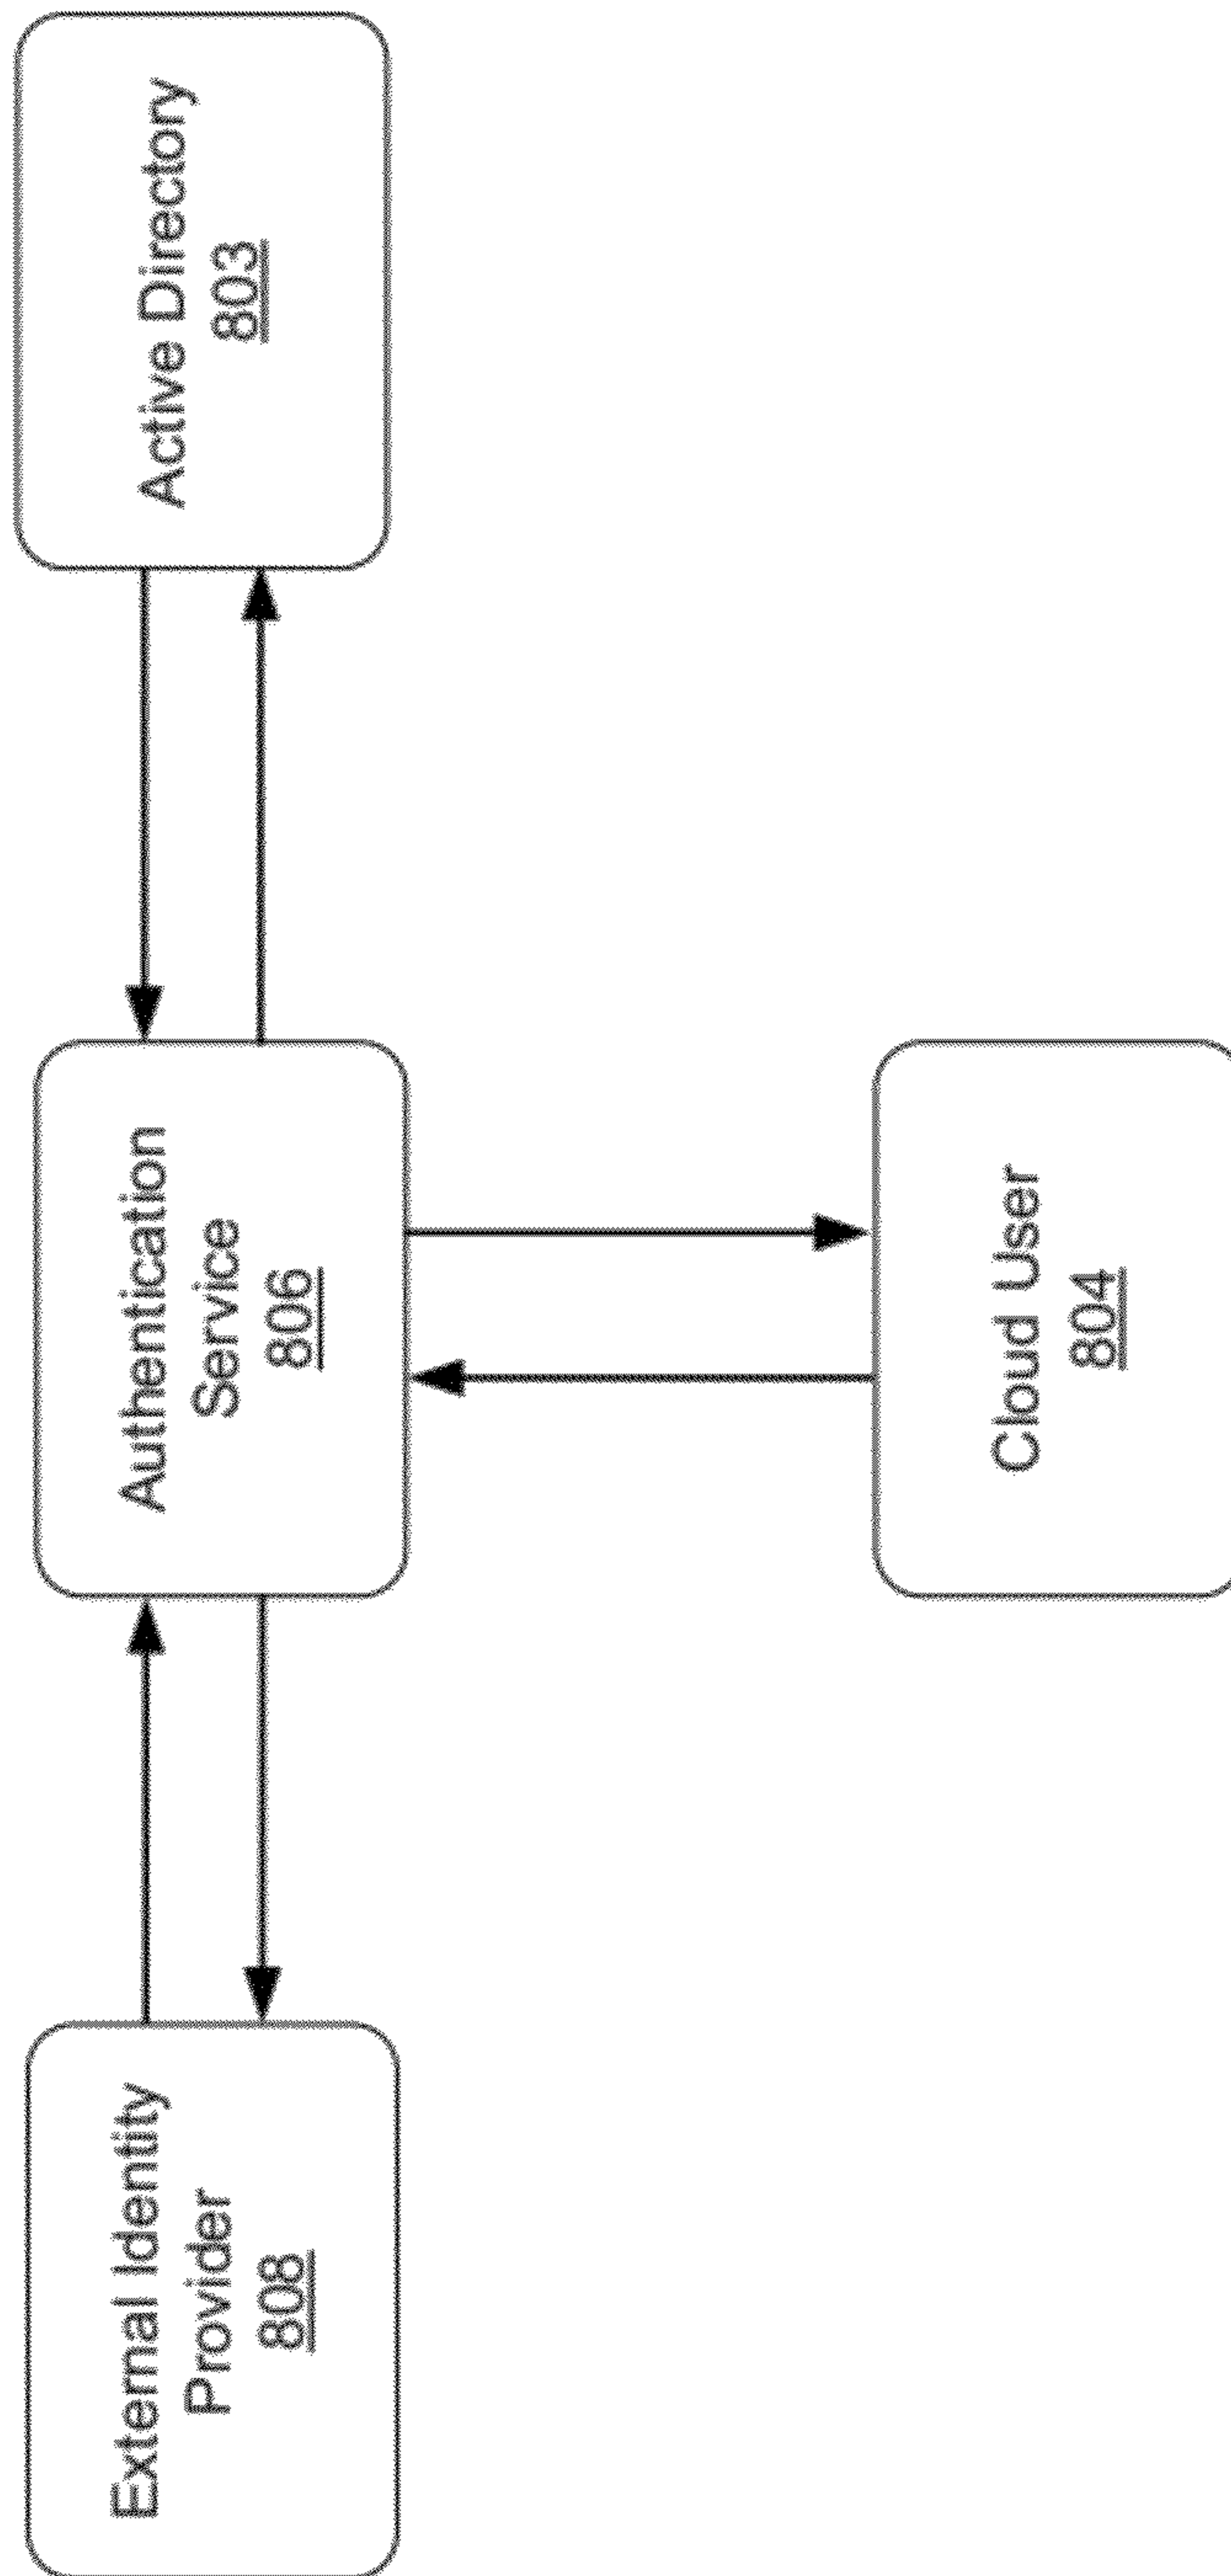 External Identity
Provider
808
Authentication
Service
806
Active Directory
803
Cloud User
804